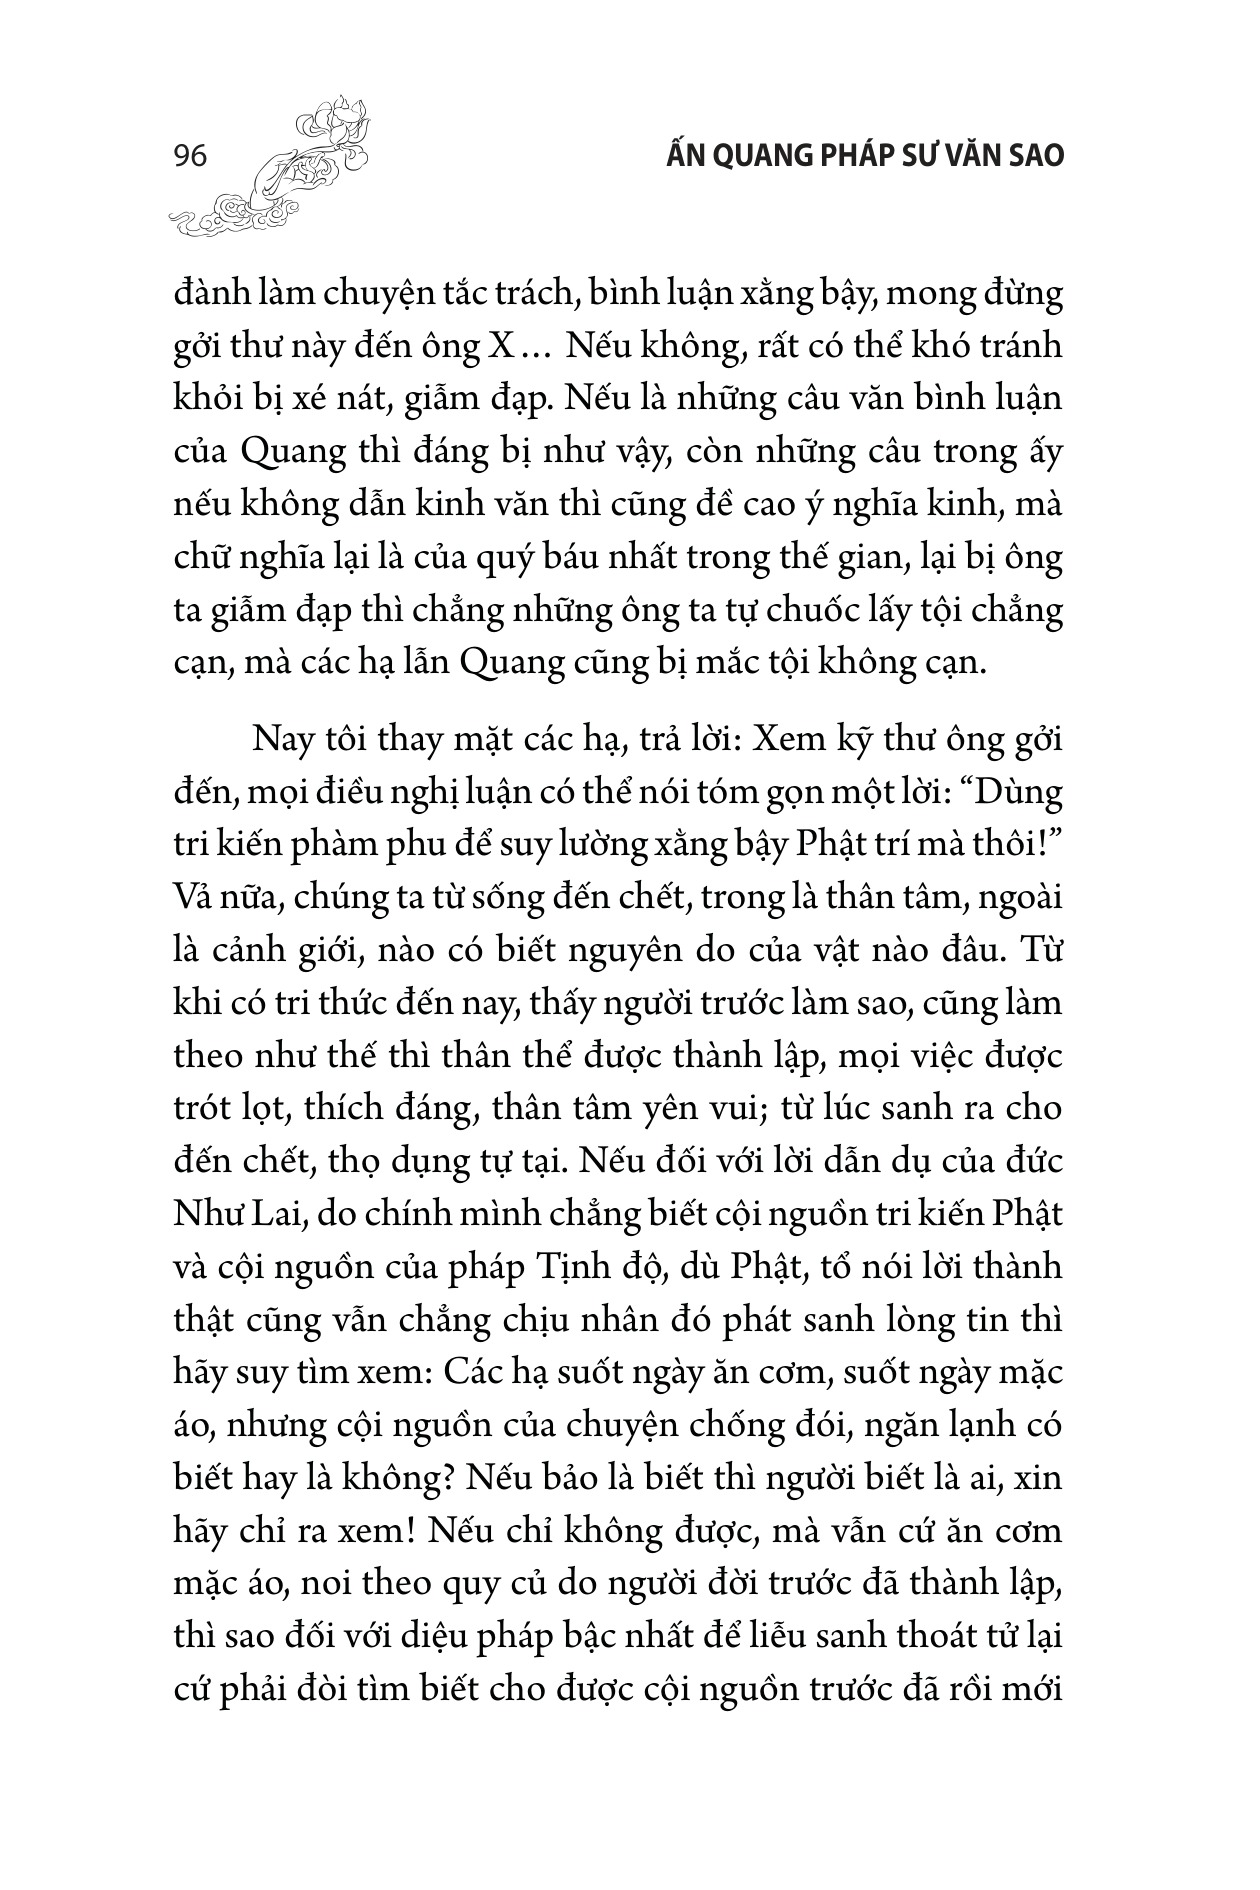 96
ẤN QUANG PHÁP SƯ VĂN SAO
đành làm chuyện tắc trách, bình luận xằng bậy, mong đừng
gởi thư này đến ông X… Nếu không, rất có thể khó tránh
khỏi bị xé nát, giẫm đạp. Nếu là những câu văn bình luận
của Quang thì đáng bị như vậy, còn những câu trong ấy
nếu không dẫn kinh văn thì cũng đề cao ý nghĩa kinh, mà
chữ nghĩa lại là của quý báu nhất trong thế gian, lại bị ông
ta giẫm đạp thì chẳng những ông ta tự chuốc lấy tội chẳng
cạn, mà các hạ lẫn Quang cũng bị mắc tội không cạn.
Nay tôi thay mặt các hạ, trả lời: Xem kỹ thư ông gởi
đến, mọi điều nghị luận có thể nói tóm gọn một lời: “Dùng
tri kiến phàm phu để suy lường xằng bậy Phật trí mà thôi!”
Vả nữa, chúng ta từ sống đến chết, trong là thân tâm, ngoài
là cảnh giới, nào có biết nguyên do của vật nào đâu. Từ
khi có tri thức đến nay, thấy người trước làm sao, cũng làm
theo như thế thì thân thể được thành lập, mọi việc được
trót lọt, thích đáng, thân tâm yên vui; từ lúc sanh ra cho
đến chết, thọ dụng tự tại. Nếu đối với lời dẫn dụ của đức
Như Lai, do chính mình chẳng biết cội nguồn tri kiến Phật
và cội nguồn của pháp Tịnh độ, dù Phật, tổ nói lời thành
thật cũng vẫn chẳng chịu nhân đó phát sanh lòng tin thì
hãy suy tìm xem: Các hạ suốt ngày ăn cơm, suốt ngày mặc
áo, nhưng cội nguồn của chuyện chống đói, ngăn lạnh có
biết hay là không? Nếu bảo là biết thì người biết là ai, xin
hãy chỉ ra xem! Nếu chỉ không được, mà vẫn cứ ăn cơm
mặc áo, noi theo quy củ do người đời trước đã thành lập,
thì sao đối với diệu pháp bậc nhất để liễu sanh thoát tử lại
cứ phải đòi tìm biết cho được cội nguồn trước đã rồi mới